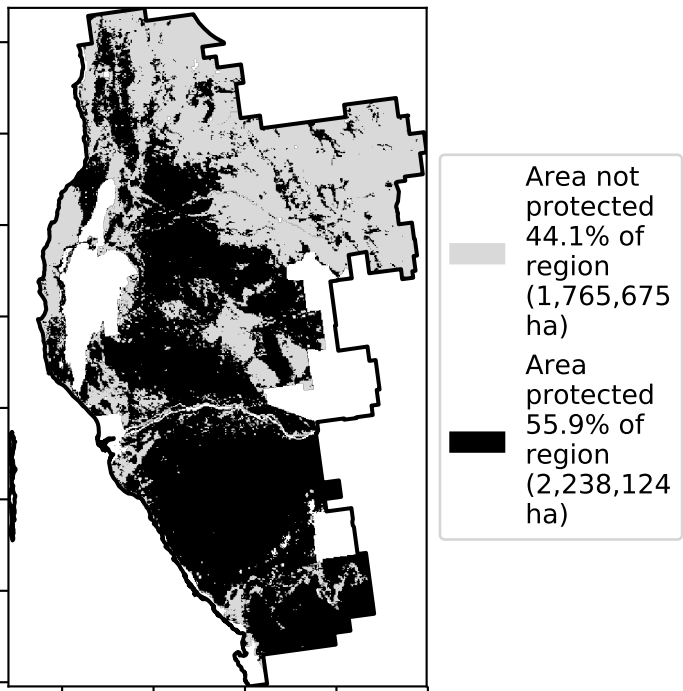 Area not
protected
44.1% of
region
(1,765,675
ha)
Area
protected
55.9% of
region
(2,238,124
ha)